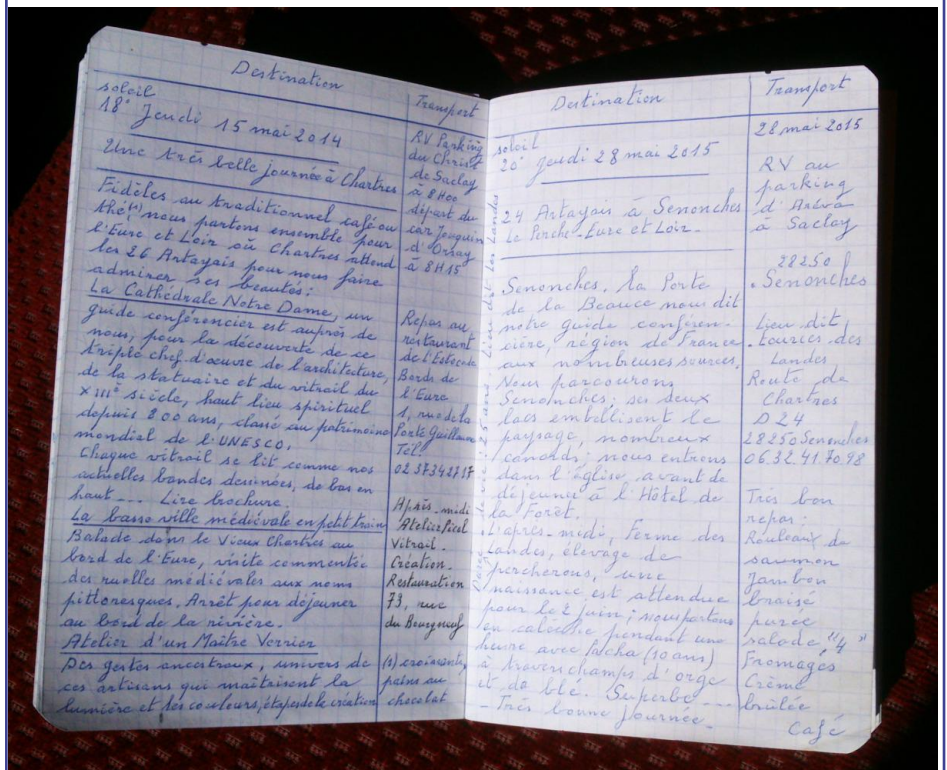 Destination
soleil
18° Jeudi 15 mai 2014
Une très belle journée à Chartres
Fidèles au traditionnel café ou
thé,⁽¹⁾ nous partons ensemble pour
l'Eure et Loir où Chartres attend
les 26 Artayais pour nous faire
admirer ses beautés:
La Cathédrale Notre Dame, un
guide conférencier est auprès de
nous, pour la découverte de ce
triple chef-d'œuvre de l'architecture,
de la statuaire et du vitrail du
XIIIè siècle, haut lieu spirituel
depuis 800 ans, classé au patrimoine
mondial de l'UNESCO.
Chaque vitrail se lit comme nos
actuelles bandes dessinées, de bas en
haut --- Lire brochure.
La basse ville médiévale en petit train
Balade dans le Vieux Chartres au
bord de l'Eure, visite commentée
des ruelles médiévales aux noms
pittoresques. Arrêt pour déjeuner
au bord de la rivière.
Atelier d'un Maître Verrier
Des gestes ancestraux, univers de
ces artisans qui maîtrisent la
lumière et les couleurs, étapes de la création
Transport
RV Parking
du Christ
de Saclay
à 8H00
départ du
car Jouquin
d'Orsay
à 8H15
Repas au
restaurant
de l'Estocade
Bords de
l'Eure
1, rue de la
Porte Guillaume
Tél
0237342717
Après-midi
Atelier Picol
Vitrail-
Création-
Restauration
73, rue
du Bourgneuf
(1) croissants,
pains au
chocolat
Destination
soleil
20° jeudi 28 mai 2015
24 Artayais à Senonches
Le Perche-Eure et Loir-
Senonches, la Porte
de la Beauce nous dit
notre guide conféren-
cière, région de France
aux nombreuses sources.
Nous parcourons
Senonches; ses deux
lacs embellisent le
paysage, nombreux
canards; nous entrons
dans l'église avant de
déjeuner à l'Hôtel de
la Forêt.
L'après-midi, Ferme des
Landes, élevage de
percherons, une
naissance est attendue
pour le 2 juin; nous partons
en calèche pendant une
heure avec Pacha (10 ans)
à travers champs d'orge
et de blé. Superbe ---
- Très bonne journée -
Transport
28 mai 2015
RV au
parking
d'Artva
à Saclay
28250
- Senonches
Lieu dit
- Touries des
Landes
Route de
Chartres
D24
28250 Senonches
06.32.41.70.98
Très bon
repas:
Rouleaux de
saumon
Jambon
braisé
purée
salade, "4"
Fromages
Crème
brûlée
Café